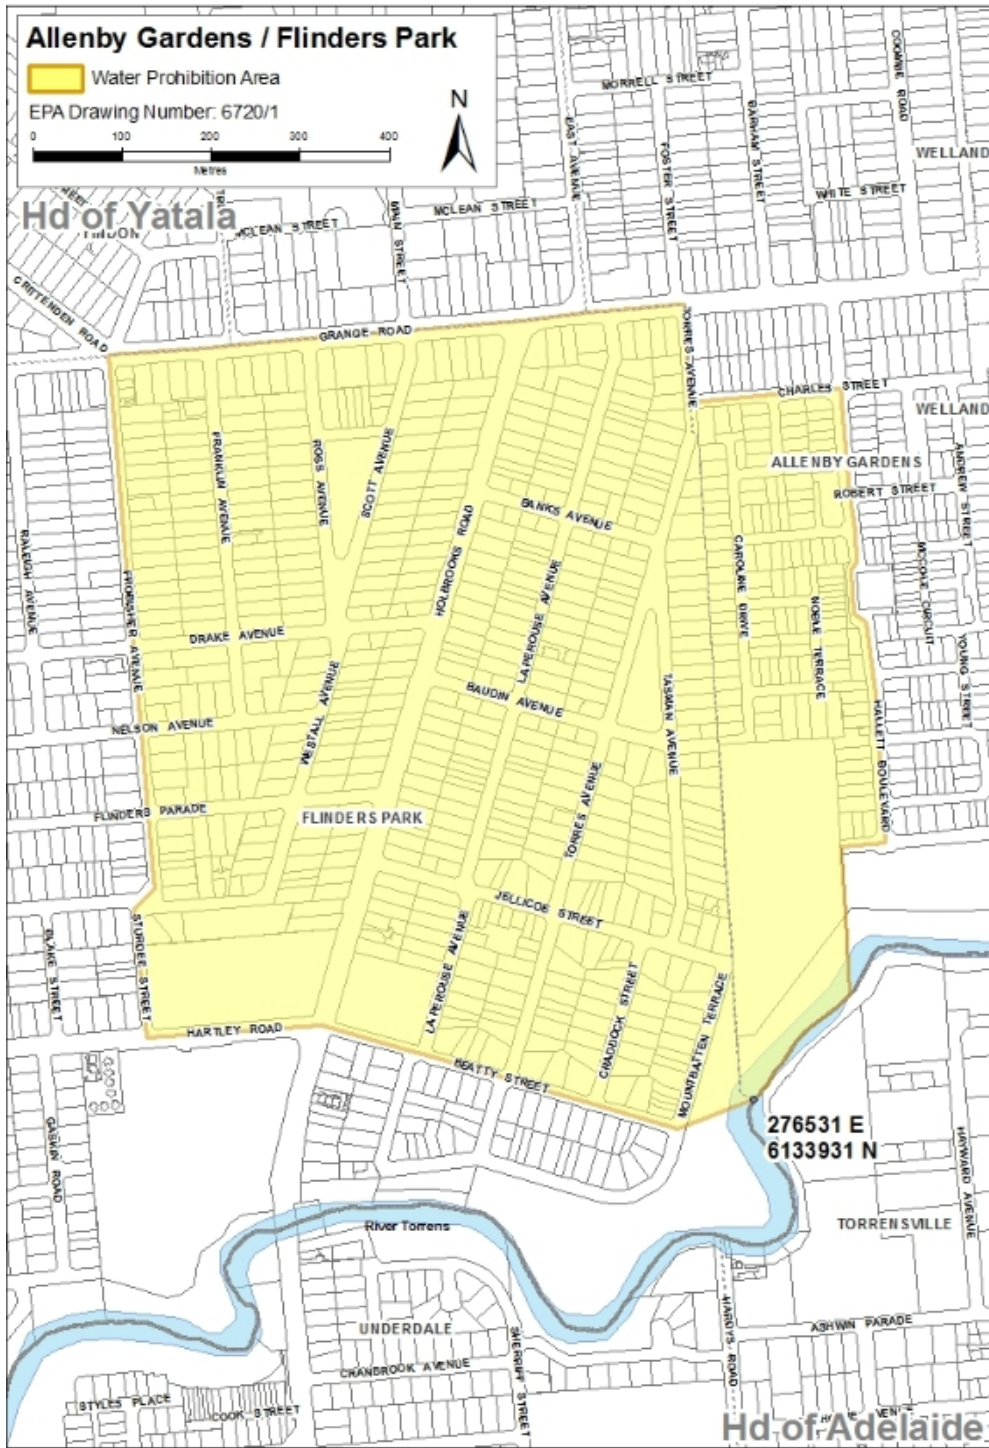 Allenby Gardens / Flinders Park
Water Prohibition Area
EPA Drawing Number: 6720/1
N
0 100 200 300 400
Metres
MORRELL STREET
COOMBE ROAD
EAST AVENUE
BARHAM STREET
FOSTER STREET
WELLAND
WHITE STREET
MCLEAN STREET
MAIN STREET
Hd of Yatala
MCLEAN STREET
CRITTENDEN ROAD
GRANGE ROAD
TORRES AVENUE
CHARLES STREET
WELLAND
ALLENBY GARDENS
ROBERT STREET
ANDREW STREET
FRANKLIN AVENUE
ROSS AVENUE
SCOTT AVENUE
HOLBROOKS ROAD
BANKS AVENUE
RALEIGH AVENUE
FROBISHER AVENUE
LAPEROUSE AVENUE
CAROLINE DRIVE
NOBLE TERRACE
YOUNG STREET
DRAKE AVENUE
WESTALL AVENUE
BAUDIN AVENUE
TASMAN AVENUE
HALLETT BOULEVARD
NELSON AVENUE
FLINDERS PARADE
FLINDERS PARK
TORRES AVENUE
JELLICOE STREET
BLAKE STREET
STURDEE STREET
LAPEROUSE AVENUE
CRADDOCK STREET
MOUNTBATTEN TERRACE
HARTLEY ROAD
BEATTY STREET
276531 E
6133931 N
GASKIN ROAD
HAYWARD AVENUE
River Torrens
TORRENSVILLE
UNDERDALE
HARDYS ROAD
ASHWIN PARADE
SHERRIFF STREET
CRANBROOK AVENUE
STYLES PLACE
COOK STREET
Hd of Adelaide